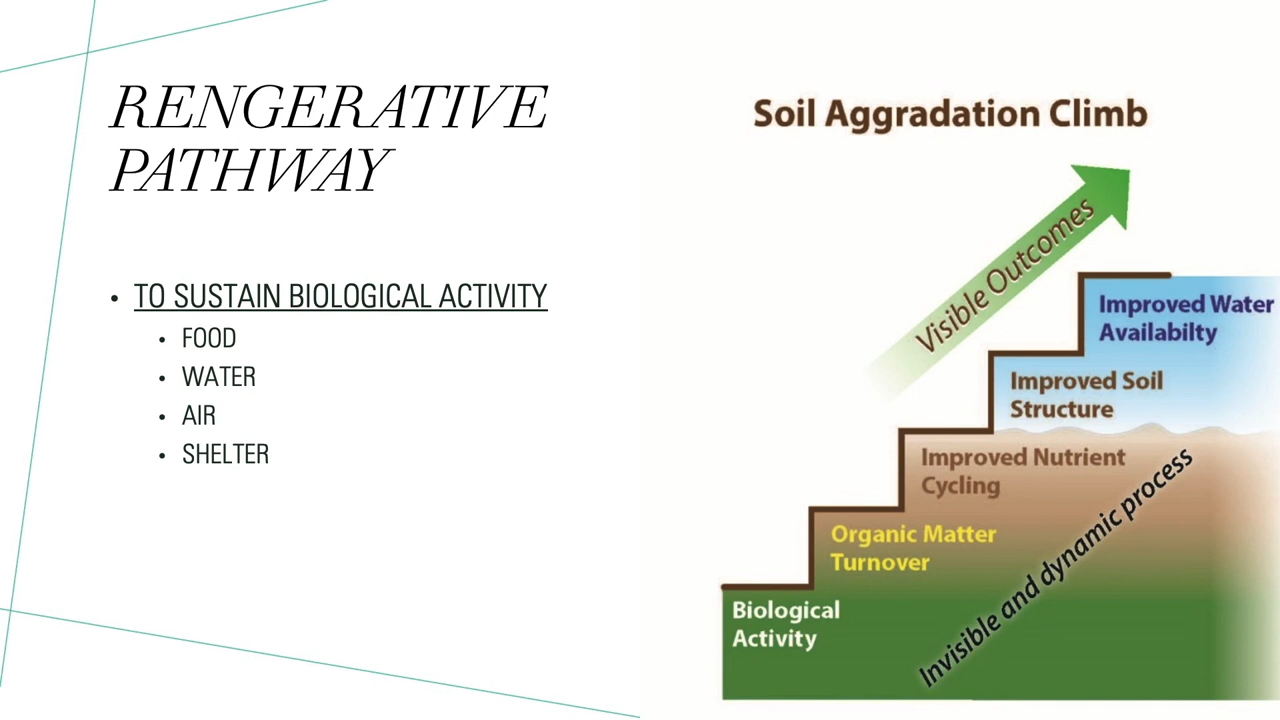 RENGERATIVE
PATHWAY
• TO SUSTAIN BIOLOGICAL ACTIVITY
• FOOD
• WATER
• AIR
• SHELTER
Soil Aggradation Climb
Visible Outcomes
Improved Water
Availabilty
Improved Soil
Structure
Improved Nutrient
Cycling
Organic Matter
Turnover
Biological
Activity
Invisible and dynamic process